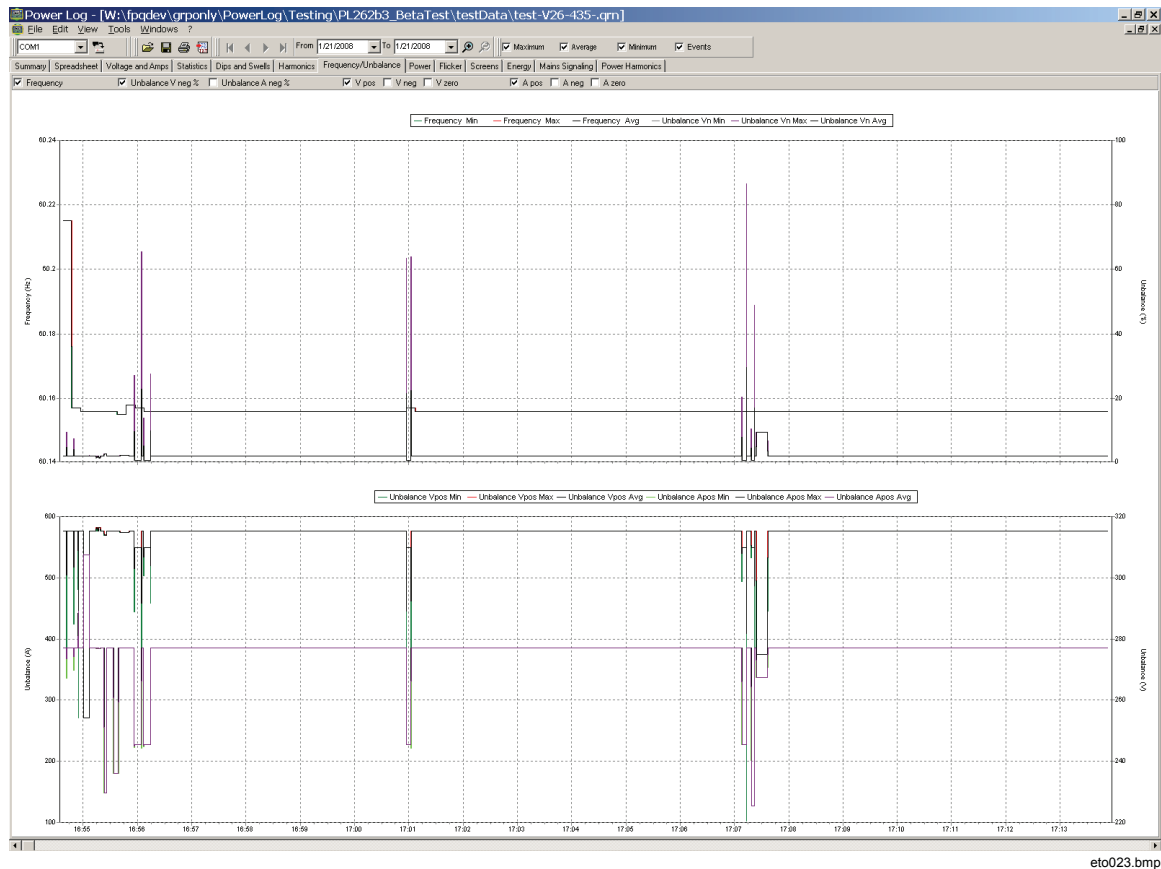 Power Log - [W:\fpqdev\grponly\PowerLog\Testing\PL262b3_BetaTest\testData\test-V26-435-.qrn]
File Edit View Tools Windows ?
COM1 From 1/21/2008 To 1/21/2008 Maximum Average Minimum Events
Summary Spreadsheet Voltage and Amps Statistics Dips and Swells Harmonics Frequency/Unbalance Power Flicker Screens Energy Mains Signaling Power Harmonics
Frequency Unbalance V neg % Unbalance A neg % V pos V neg V zero A pos A neg A zero
Frequency Min Frequency Max Frequency Avg Unbalance Vn Min Unbalance Vn Max Unbalance Vn Avg
60.24 100
60.22 80
60.2 60
Frequency (Hz) Unbalance (%)
60.18 40
60.16 20
60.14 0
Unbalance Vpos Min Unbalance Vpos Max Unbalance Vpos Avg Unbalance Apos Min Unbalance Apos Max Unbalance Apos Avg
600 320
500 300
400 280
Unbalance (A) Unbalance (V)
300 260
200 240
100 220
16:55 16:56 16:57 16:58 16:59 17:00 17:01 17:02 17:03 17:04 17:05 17:06 17:07 17:08 17:09 17:10 17:11 17:12 17:13
eto023.bmp